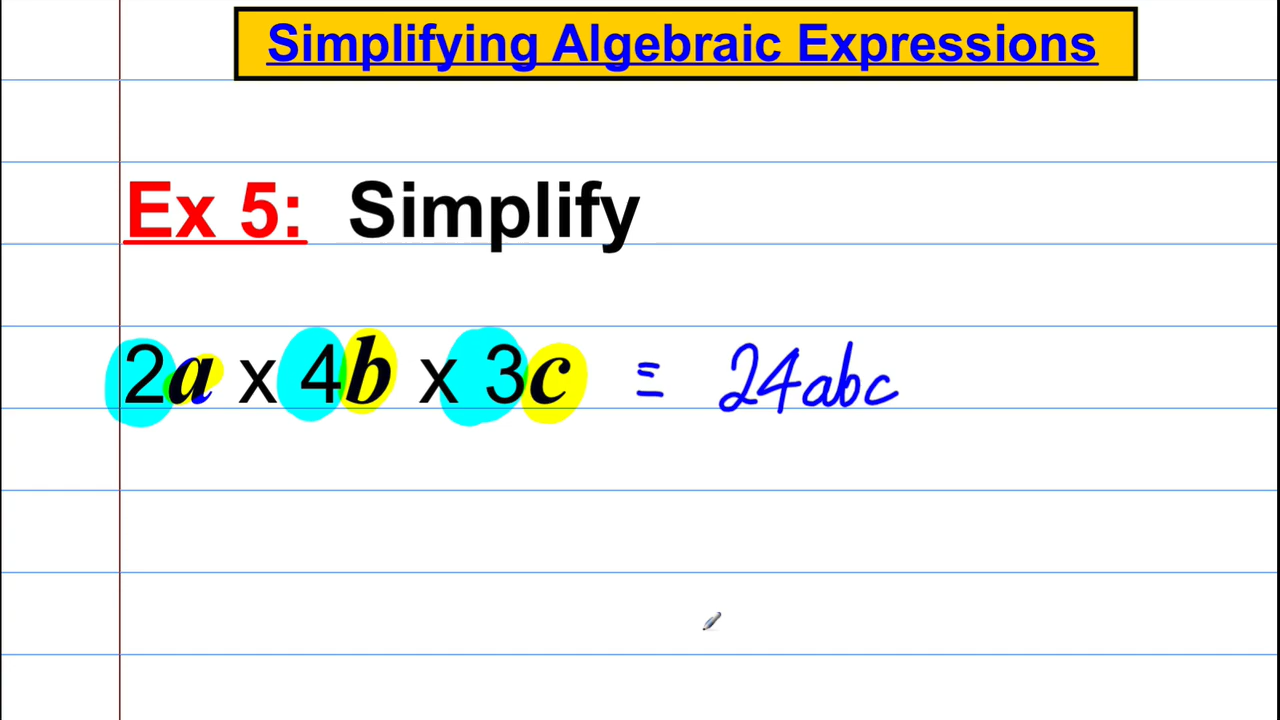 Simplifying Algebraic Expressions
Ex 5: Simplify
2a x 4b x 3c = 24abc